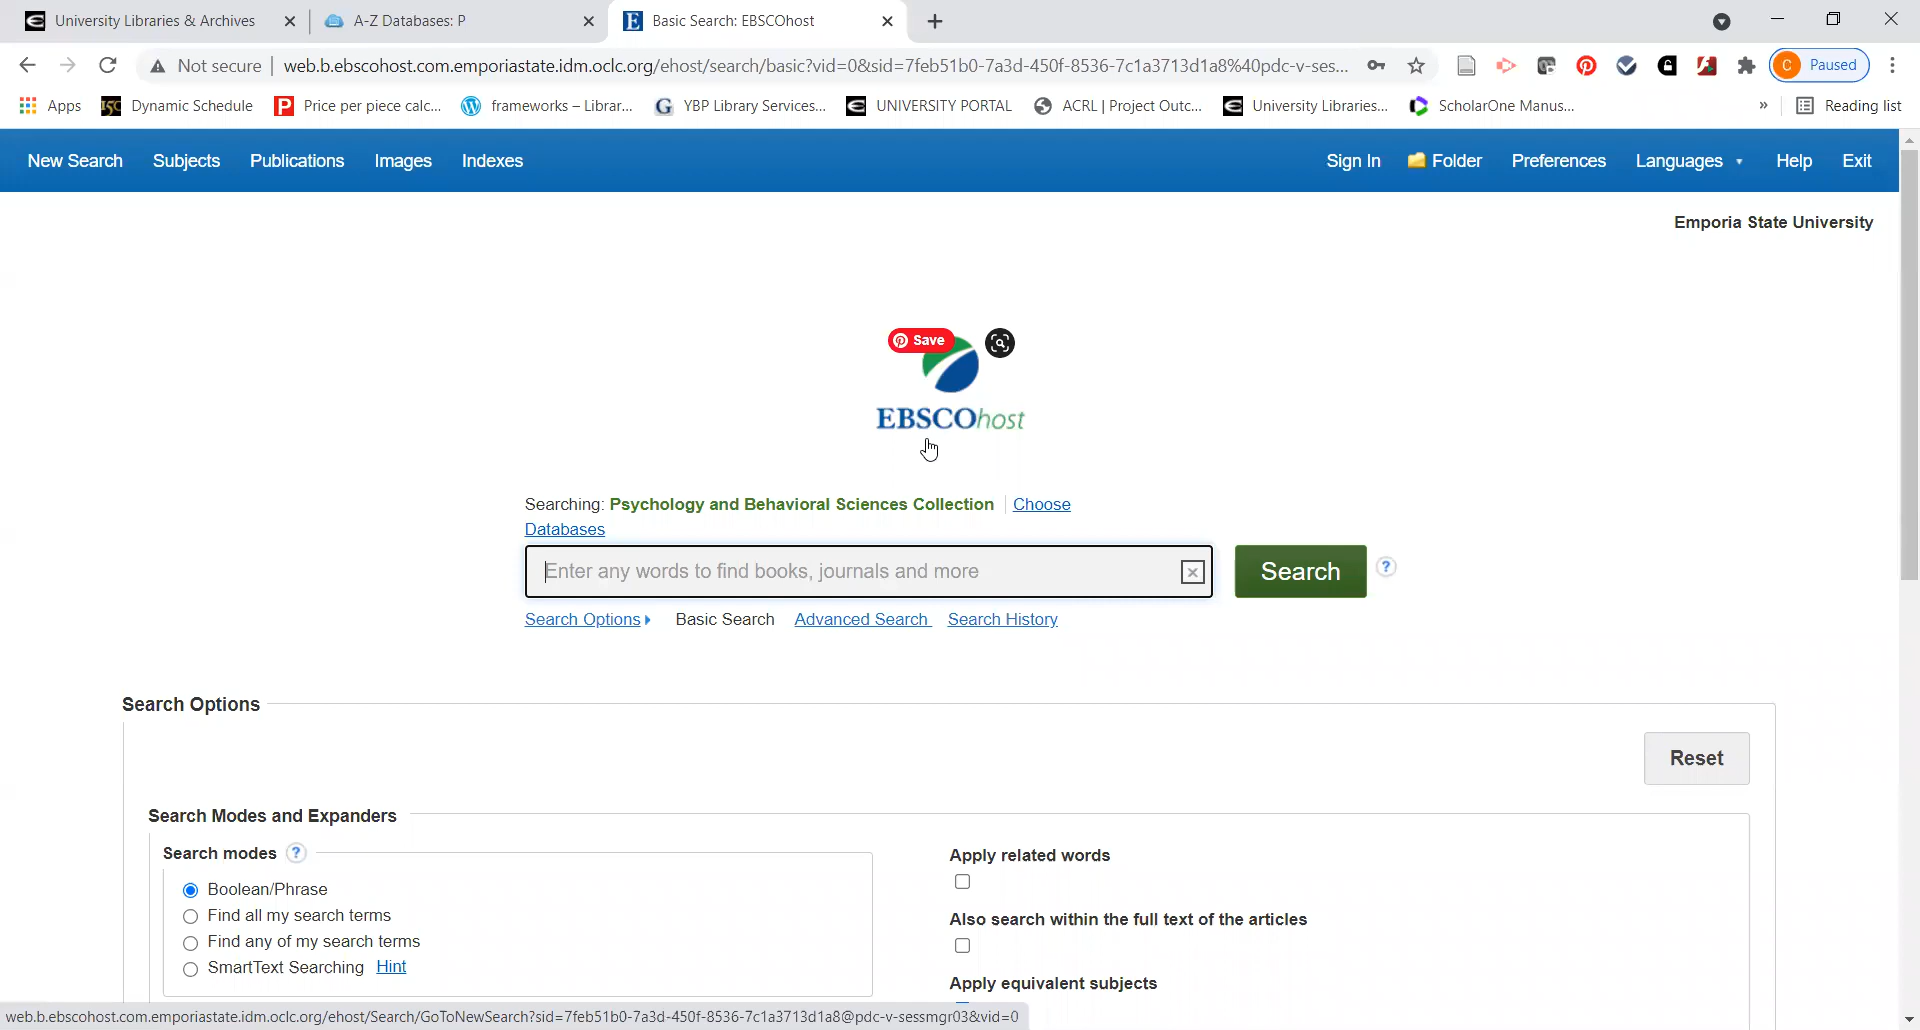 University Libraries & Archives
A-Z Databases: P
Basic Search: EBSCOhost
Not secure
web.b.ebscohost.com.emporiastate.idm.oclc.org/ehost/search/basic?vid=0&sid=7feb51b0-7a3d-450f-8536-7c1a3713d1a8%40pdc-v-ses...
Paused
Apps
Dynamic Schedule
Price per piece calc...
frameworks – Librar...
YBP Library Services...
UNIVERSITY PORTAL
ACRL | Project Outc...
University Libraries...
ScholarOne Manus...
»
Reading list
New Search Subjects Publications Images Indexes
Sign In Folder Preferences Languages Help Exit
Emporia State University
Save
EBSCOhost
Searching: Psychology and Behavioral Sciences Collection Choose
Databases
Enter any words to find books, journals and more
Search
?
Search Options Basic Search Advanced Search Search History
Search Options
Reset
Search Modes and Expanders
Search modes ?
Boolean/Phrase
Find all my search terms
Find any of my search terms
SmartText Searching Hint
Apply related words
Also search within the full text of the articles
Apply equivalent subjects
web.b.ebscohost.com.emporiastate.idm.oclc.org/ehost/Search/GoToNewSearch?sid=7feb51b0-7a3d-450f-8536-7c1a3713d1a8@pdc-v-sessmgr03&vid=0